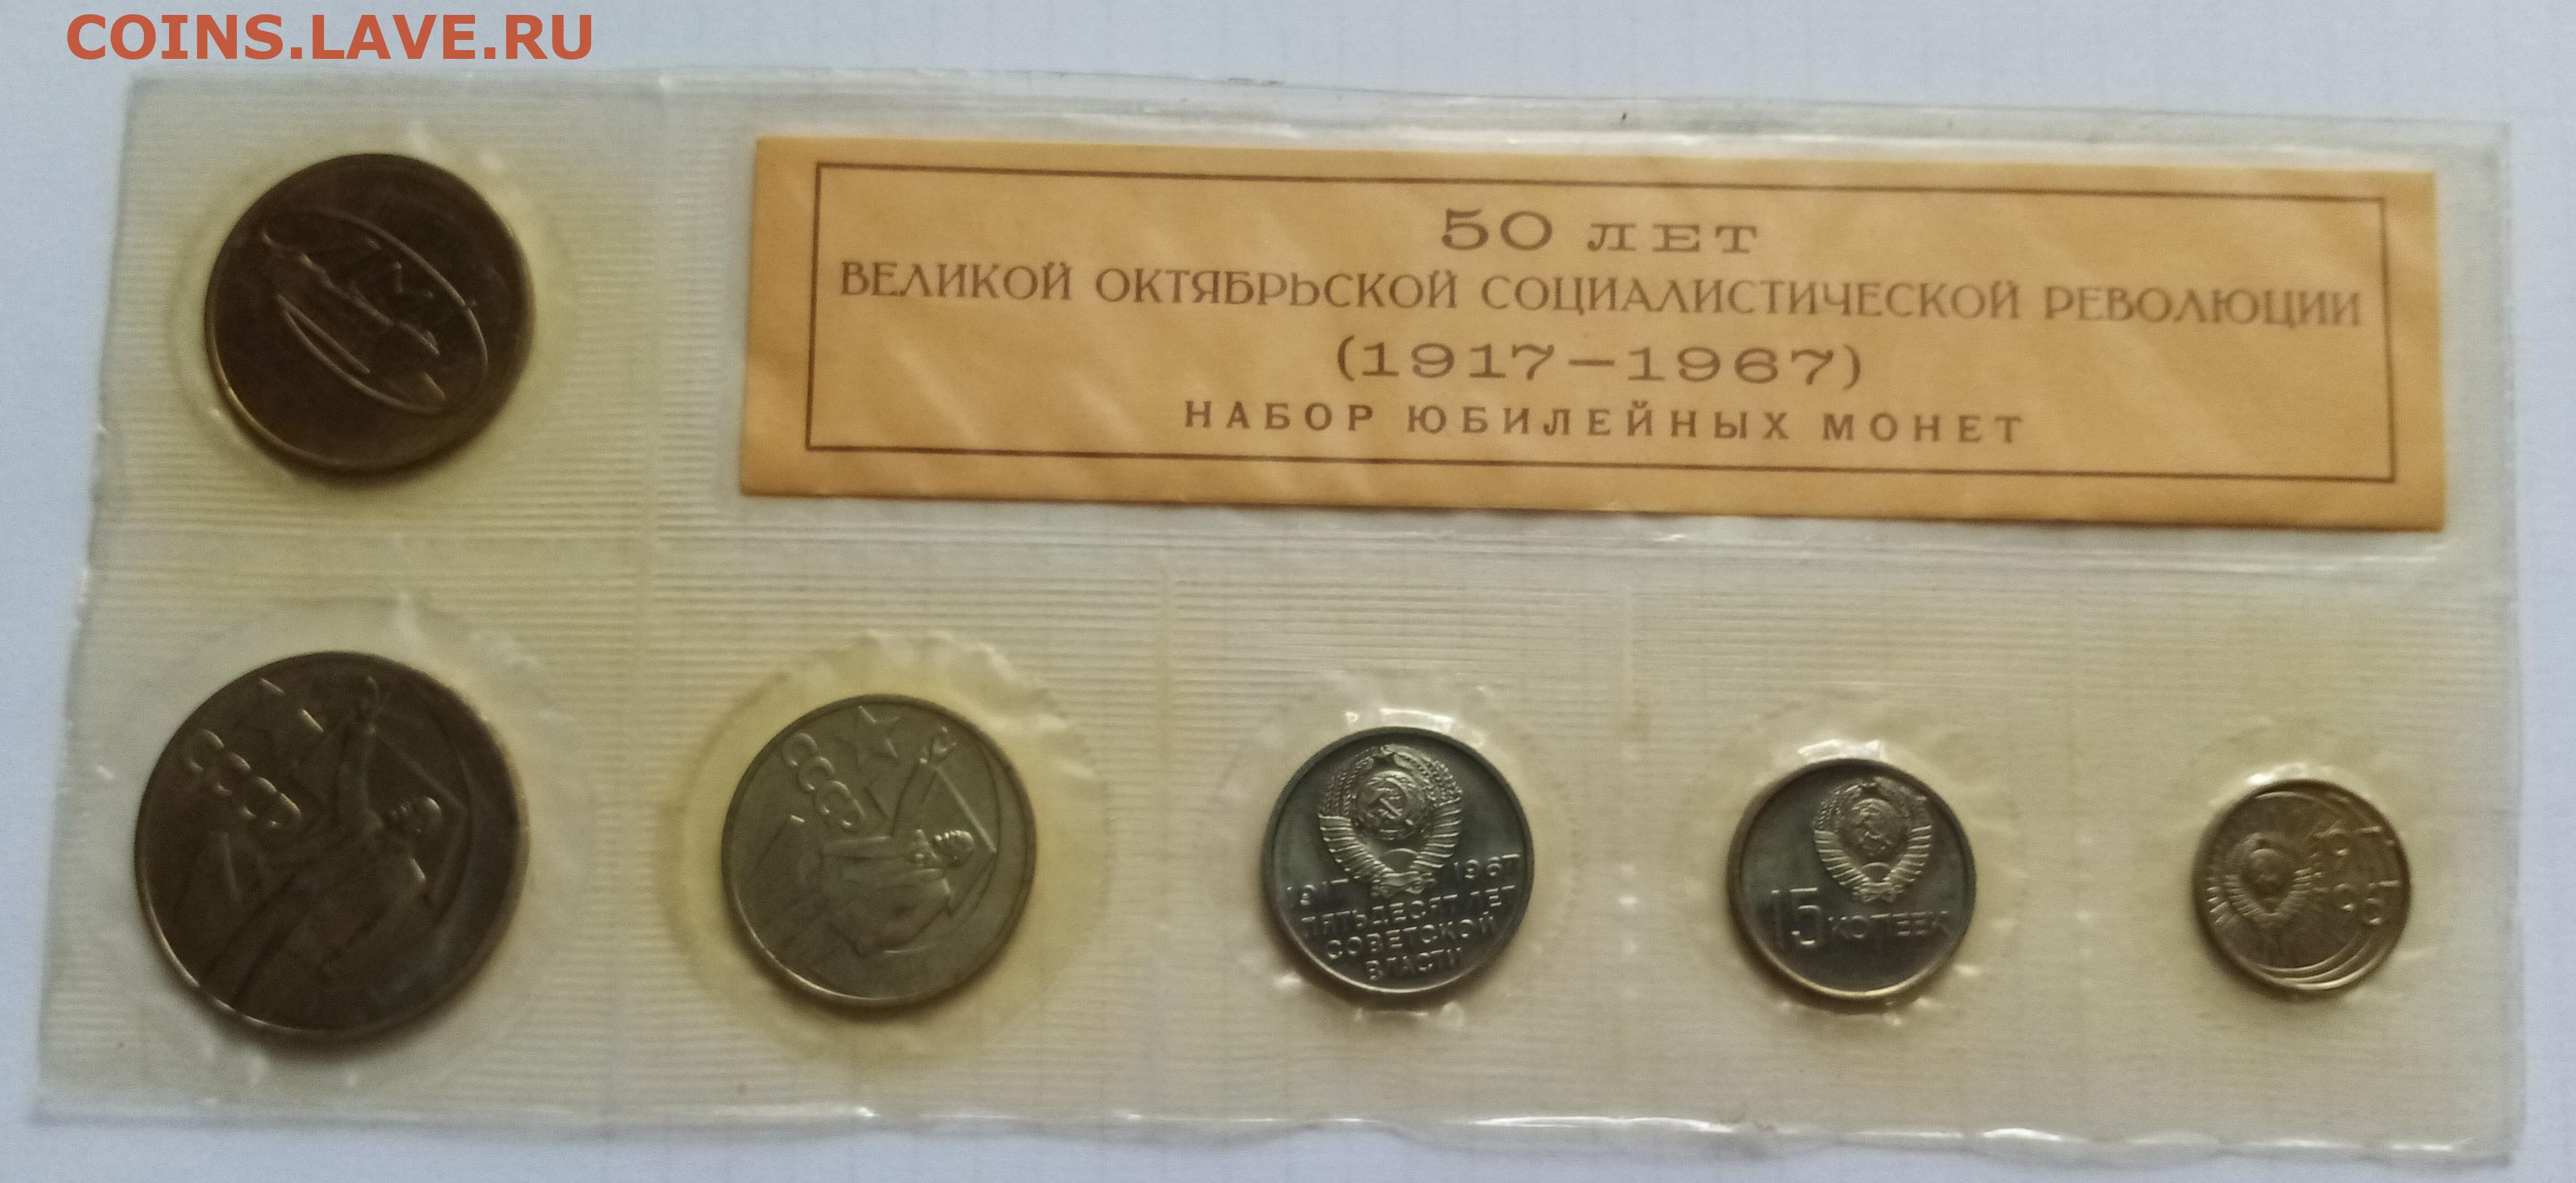 COINS.LAVE.RU
50 ЛЕТ
ВЕЛИКОЙ ОКТЯБРЬСКОЙ СОЦИАЛИСТИЧЕСКОЙ РЕВОЛЮЦИИ
(1917–1967)
НАБОР ЮБИЛЕЙНЫХ МОНЕТ
СССР
СССР
1917 1967
ПЯТЬДЕСЯТ ЛЕТ
СОВЕТСКОЙ
ВЛАСТИ
15 КОПЕЕК